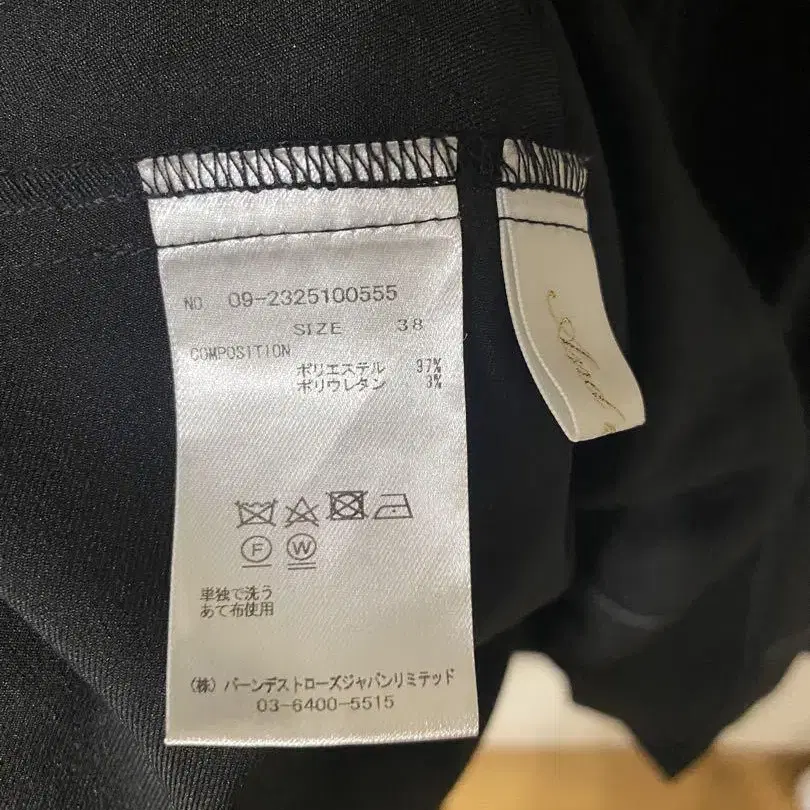 NO 09-2325100555
SIZE 38
COMPOSITION
ポリエステル 97%
ポリウレタン 3%
F W
単独で洗う
あて布使用
(株) バーンデストローズジャパンリミテッド
03-6400-5515